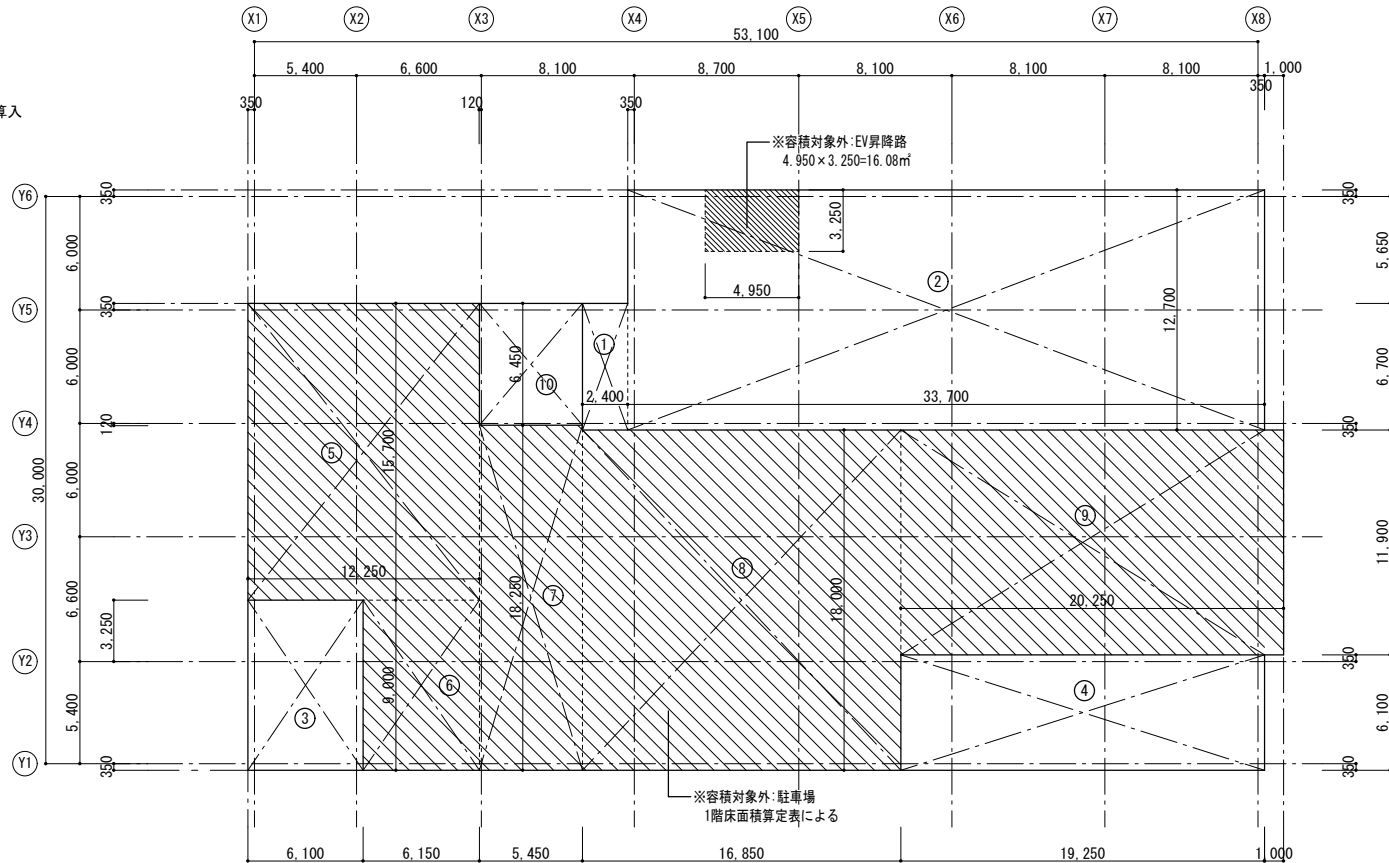 X1 X2 X3 X4 X5 X6 X7 X8
53,100
5,400 6,600 8,100 8,700 8,100 8,100 8,100 1,000
350 120 350 350
算入
※容積対象外:EV昇降路
4.950×3.250=16.08㎡
Y6 350 350
6,000 3,250 5,650
4,950 ② 12,700
Y5 350
① 
6,000 6,450 6,700
⑩
2,400 33,700
Y4 120 350
⑤ 15,700
30,000 6,000
⑨
Y3
11,900
12,250 ⑧
6,600 18,250 ⑦ 18,000 20,250
3,250
Y2 350
⑥ 9,000 ④
5,400 ③ 6,100
Y1 350 350
※容積対象外:駐車場
1階床面積算定表による
6,100 6,150 5,450 16,850 19,250 1,000